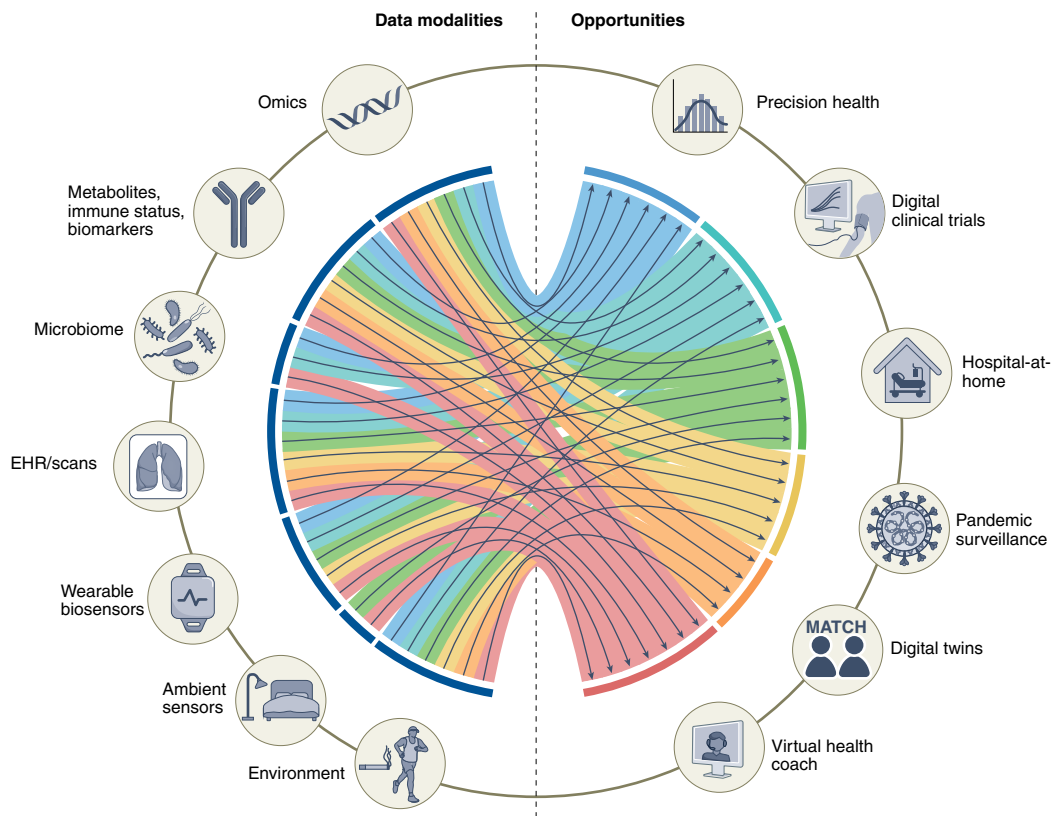 Data modalities
Opportunities
Omics
Metabolites,
immune status,
biomarkers
Microbiome
EHR/scans
Wearable
biosensors
Ambient
sensors
Environment
Precision health
Digital
clinical trials
Hospital-at-
home
Pandemic
surveillance
MATCH
Digital twins
Virtual health
coach